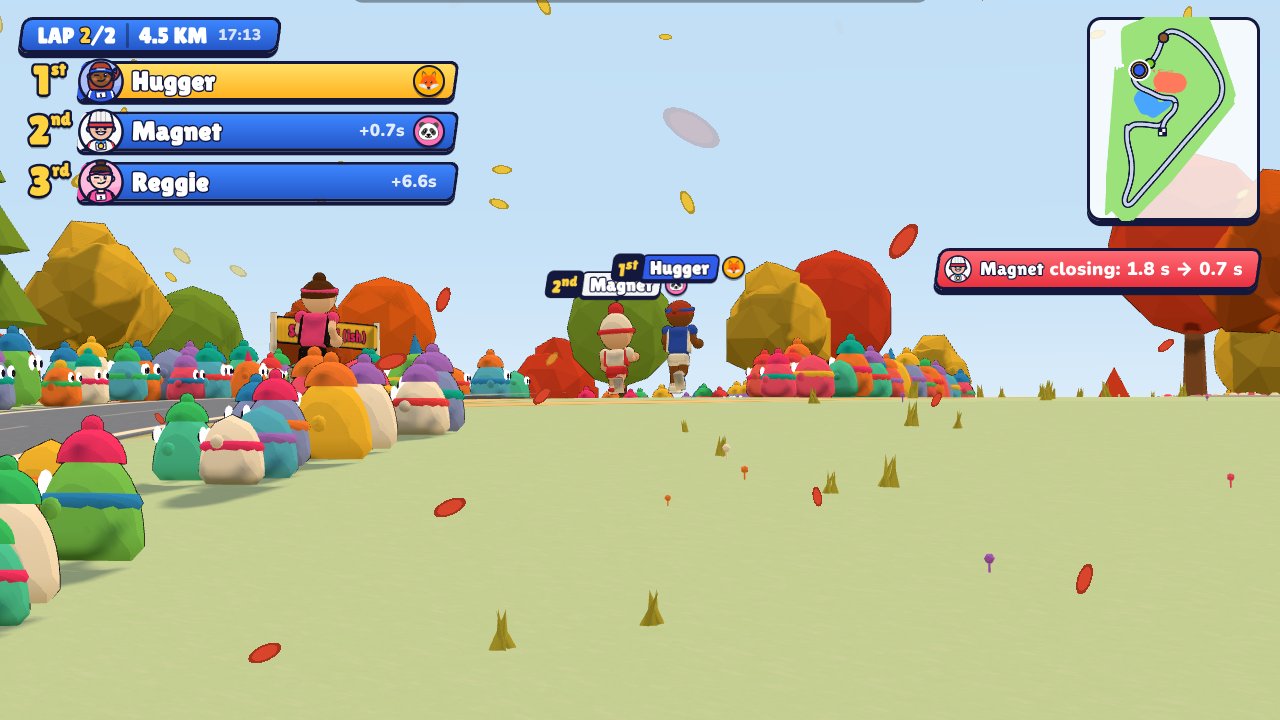 LAP 2/2 4.5 KM 17:13
1st Hugger
2nd Magnet +0.7s
3rd Reggie +6.6s
Magnet closing: 1.8 s → 0.7 s
1st Hugger
2nd Magnet